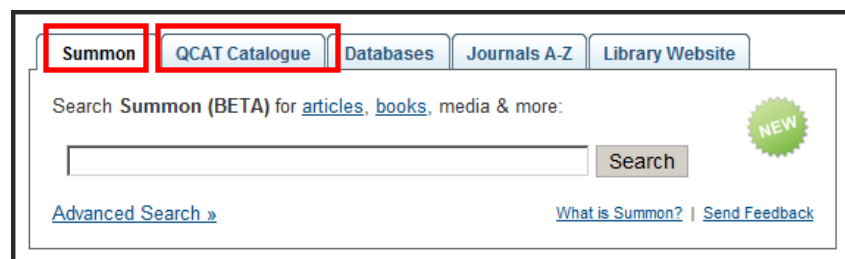 Summon QCAT Catalogue Databases Journals A-Z Library Website
Search Summon (BETA) for articles, books, media & more:
NEW
Search
Advanced Search » What is Summon? | Send Feedback